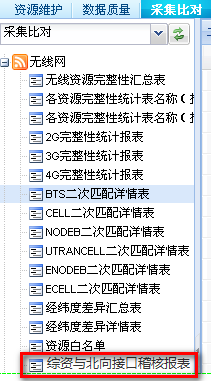 资源维护 数据质量 采集比对
采集比对
无线网
无线资源完整性汇总表
各资源完整性统计表名称
各资源完整性统计表名称
2G完整性统计报表
3G完整性统计报表
4G完整性统计报表
BTS二次匹配详情表
CELL二次匹配详情表
NODEB二次匹配详情表
UTRANCELL二次匹配详情表
ENODEB二次匹配详情表
ECELL二次匹配详情表
经纬度差异汇总表
经纬度差异详情表
资源白名单
综资与北向接口稽核报表